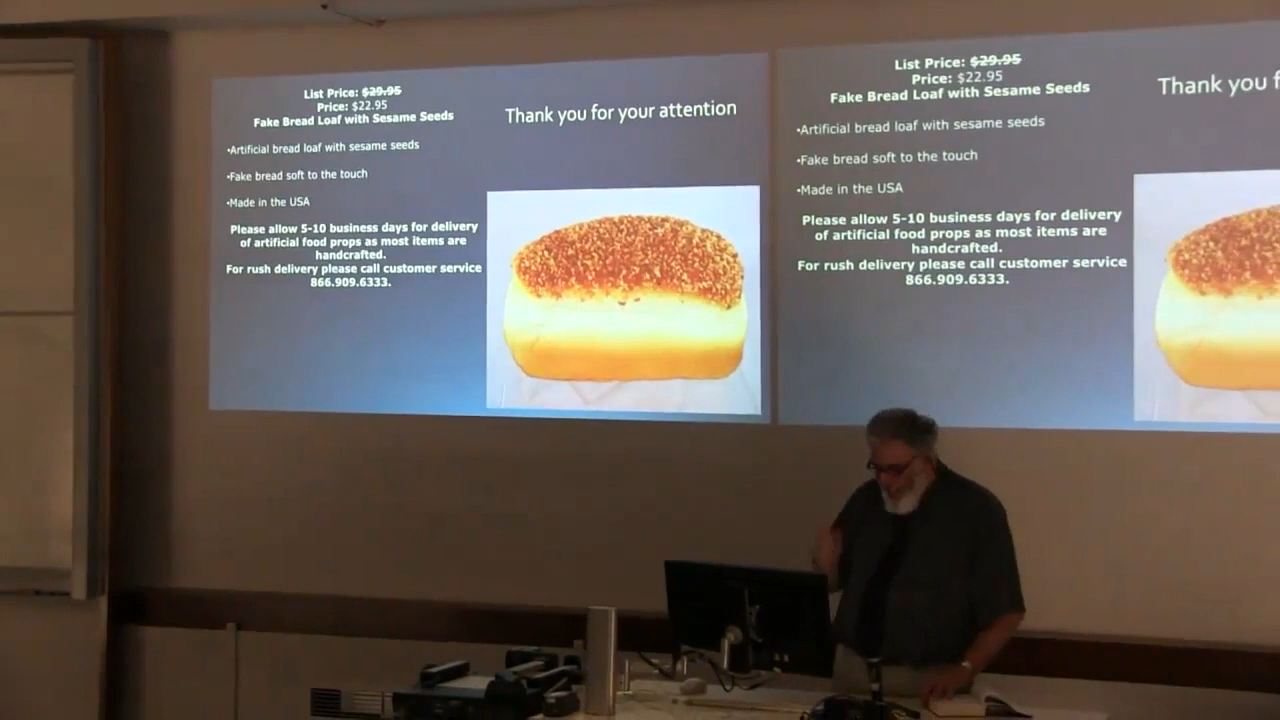 List Price: $29.95
Price: $22.95
Fake Bread Loaf with Sesame Seeds
•Artificial bread loaf with sesame seeds
•Fake bread soft to the touch
•Made in the USA
Please allow 5-10 business days for delivery
of artificial food props as most items are
handcrafted.
For rush delivery please call customer service
866.909.6333.
Thank you for your attention
List Price: $29.95
Price: $22.95
Fake Bread Loaf with Sesame Seeds
•Artificial bread loaf with sesame seeds
•Fake bread soft to the touch
•Made in the USA
Please allow 5-10 business days for delivery
of artificial food props as most items are
handcrafted.
For rush delivery please call customer service
866.909.6333.
Thank you f